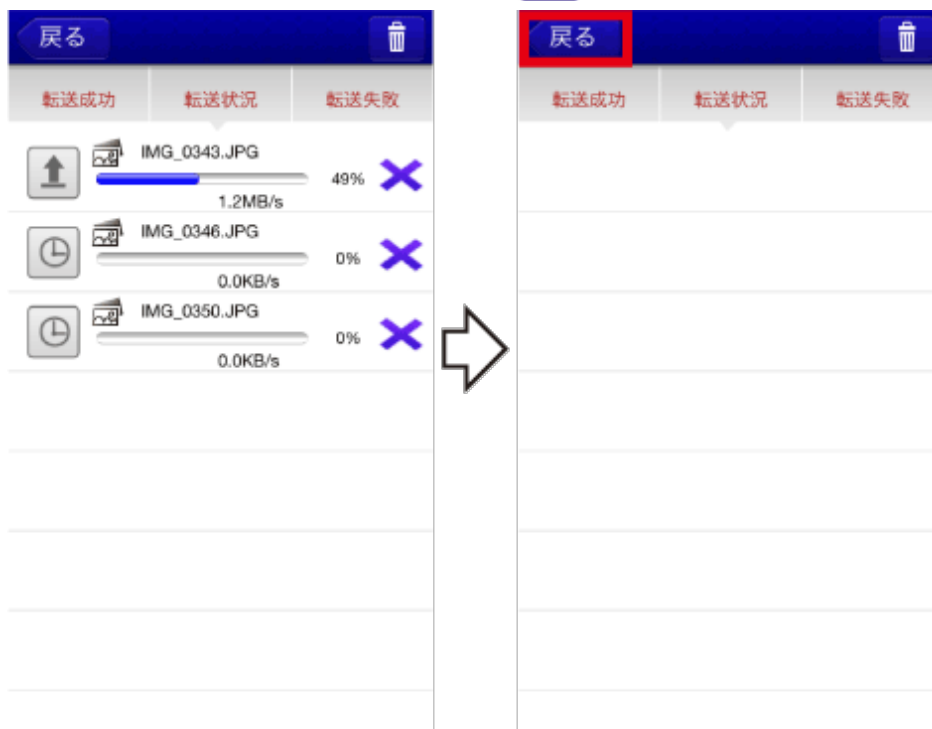 戻る
転送成功 転送状況 転送失敗
IMG_0343.JPG
49%
1.2MB/s
IMG_0346.JPG
0%
0.0KB/s
IMG_0350.JPG
0%
0.0KB/s
戻る
転送成功 転送状況 転送失敗